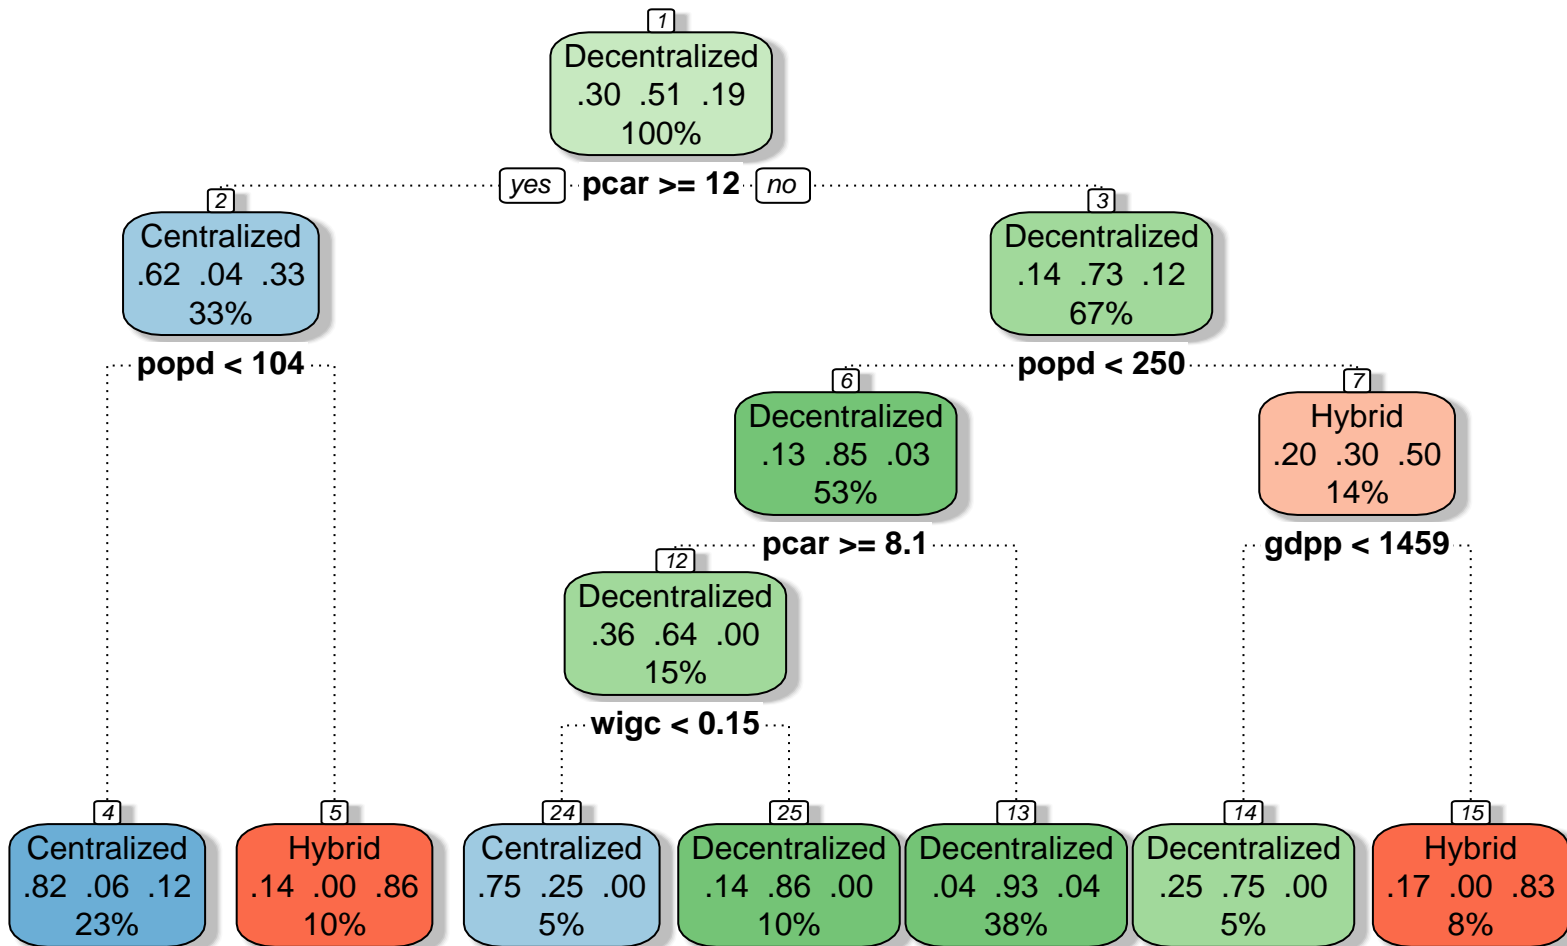 1
Decentralized
.30 .51 .19
100%
yes pcar >= 12 no
2
Centralized
.62 .04 .33
33%
3
Decentralized
.14 .73 .12
67%
popd < 104
popd < 250
6
Decentralized
.13 .85 .03
53%
7
Hybrid
.20 .30 .50
14%
pcar >= 8.1
gdpp < 1459
12
Decentralized
.36 .64 .00
15%
wigc < 0.15
4
Centralized
.82 .06 .12
23%
5
Hybrid
.14 .00 .86
10%
24
Centralized
.75 .25 .00
5%
25
Decentralized
.14 .86 .00
10%
13
Decentralized
.04 .93 .04
38%
14
Decentralized
.25 .75 .00
5%
15
Hybrid
.17 .00 .83
8%